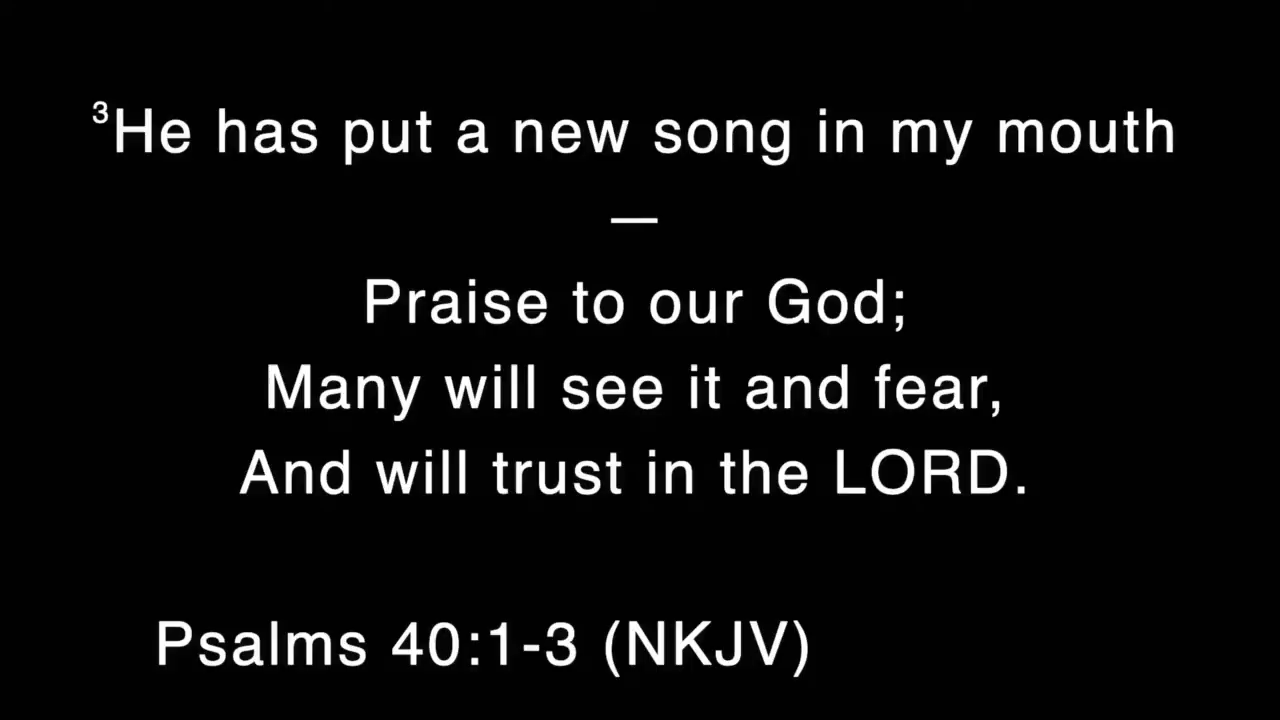 ³He has put a new song in my mouth
—
Praise to our God;
Many will see it and fear,
And will trust in the LORD.
Psalms 40:1-3 (NKJV)